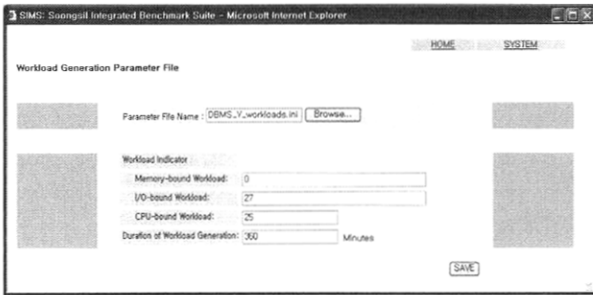 SIMS: Soongsil Integrated Benchmark Suite - Microsoft Internet Explorer
HOME SYSTEM
Workload Generation Parameter File
Parameter File Name : DBMS_Y_workloads.ini Browse...
Workload Indicator
Memory-bound Workload: 0
I/O-bound Workload: 27
CPU-bound Workload: 25
Duration of Workload Generation: 360 Minutes
SAVE